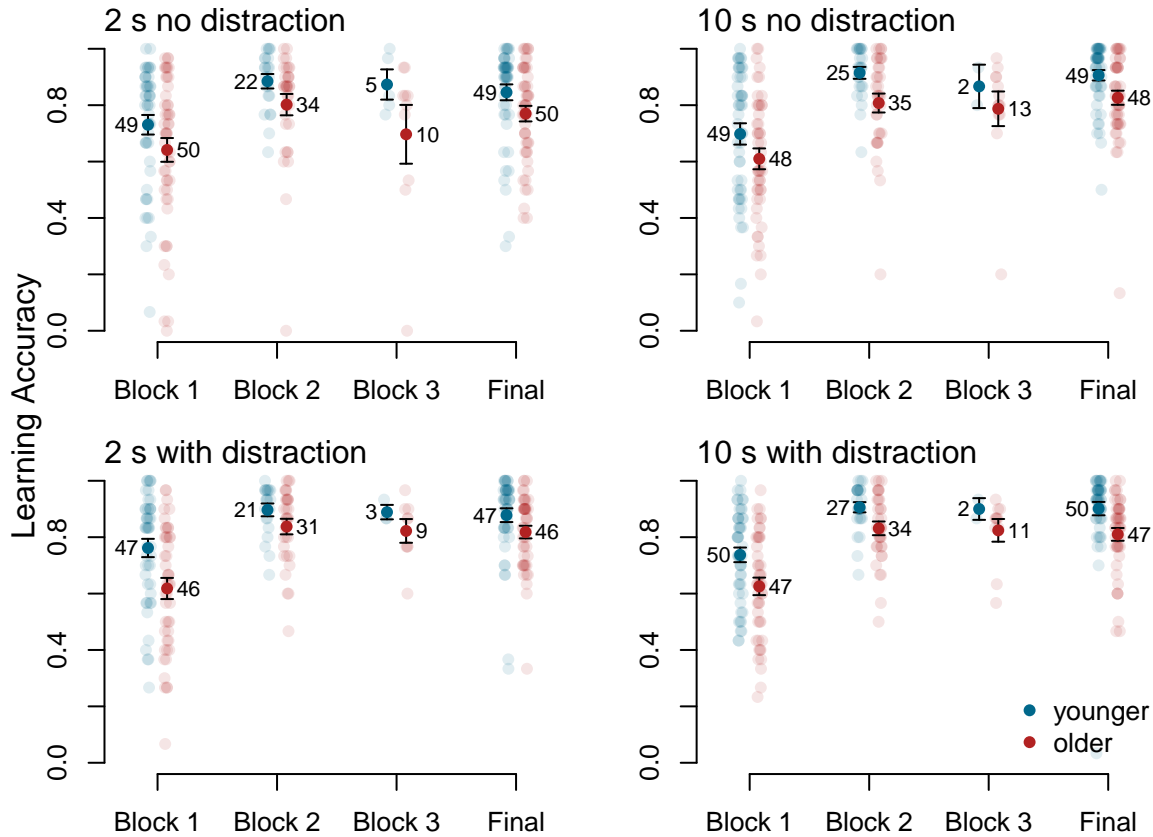 2 s no distraction
10 s no distraction
0.0 0.4 0.8
49 50 22 34 5 10 49 50
Block 1 Block 2 Block 3 Final
0.0 0.4 0.8
49 48 25 35 2 13 49 48
Block 1 Block 2 Block 3 Final
Learning Accuracy
2 s with distraction
10 s with distraction
0.0 0.4 0.8
47 46 21 31 3 9 47 46
Block 1 Block 2 Block 3 Final
0.0 0.4 0.8
50 47 27 34 2 11 50 47
younger
older
Block 1 Block 2 Block 3 Final